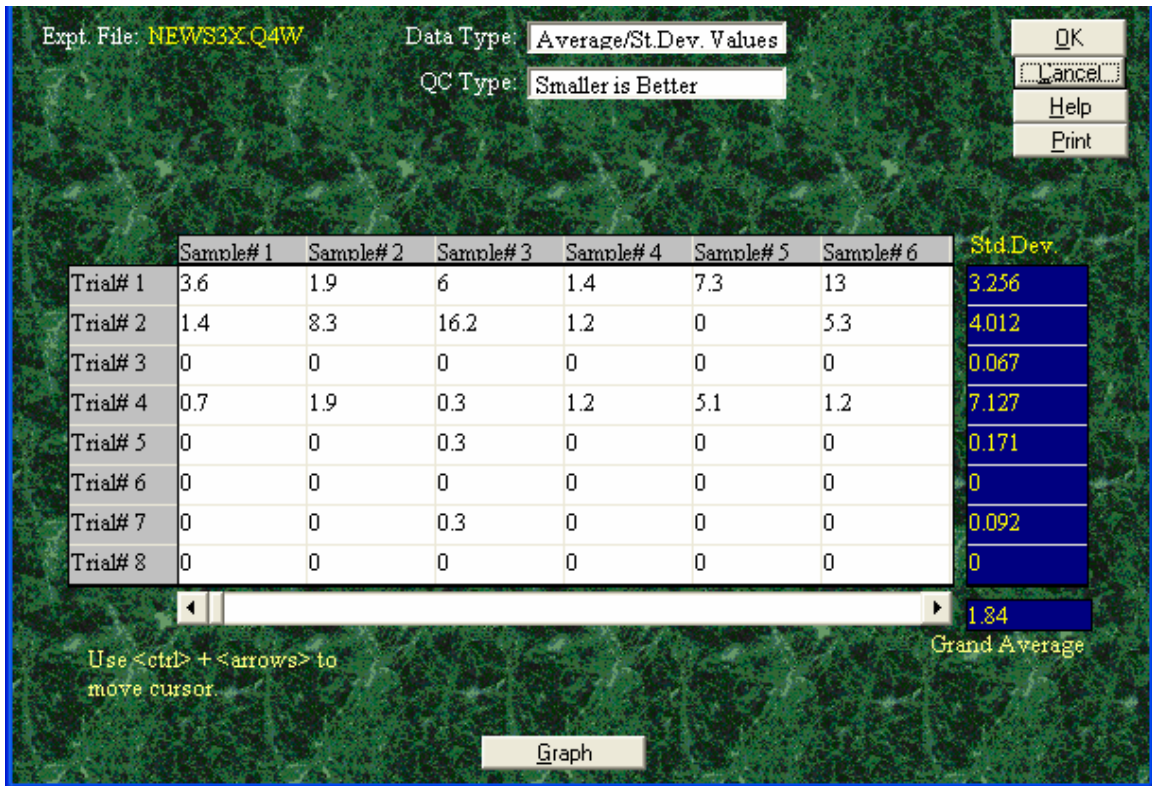 Expt. File: NEWS3X.Q4W Data Type: Average/St.Dev. Values OK
QC Type: Smaller is Better Cancel
Help
Print
Sample# 1 Sample# 2 Sample# 3 Sample# 4 Sample# 5 Sample# 6 Std.Dev.
Trial# 1 3.6 1.9 6 1.4 7.3 13 3.256
Trial# 2 1.4 8.3 16.2 1.2 0 5.3 4.012
Trial# 3 0 0 0 0 0 0 0.067
Trial# 4 0.7 1.9 0.3 1.2 5.1 1.2 7.127
Trial# 5 0 0 0.3 0 0 0 0.171
Trial# 6 0 0 0 0 0 0 0
Trial# 7 0 0 0.3 0 0 0 0.092
Trial# 8 0 0 0 0 0 0 0
1.84
Grand Average
Use <ctrl> + <arrows> to
move cursor.
Graph